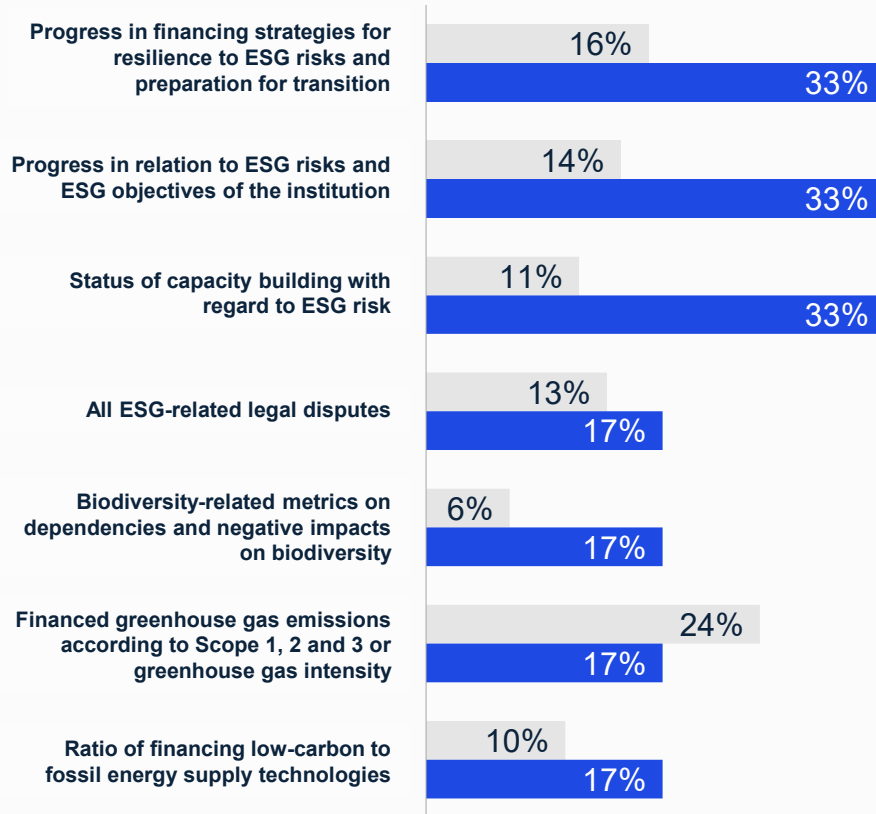 Progress in financing strategies for
resilience to ESG risks and
preparation for transition
16%
33%
Progress in relation to ESG risks and
ESG objectives of the institution
14%
33%
Status of capacity building with
regard to ESG risk
11%
33%
All ESG-related legal disputes
13%
17%
Biodiversity-related metrics on
dependencies and negative impacts
on biodiversity
6%
17%
Financed greenhouse gas emissions
according to Scope 1, 2 and 3 or
greenhouse gas intensity
24%
17%
Ratio of financing low-carbon to
fossil energy supply technologies
10%
17%